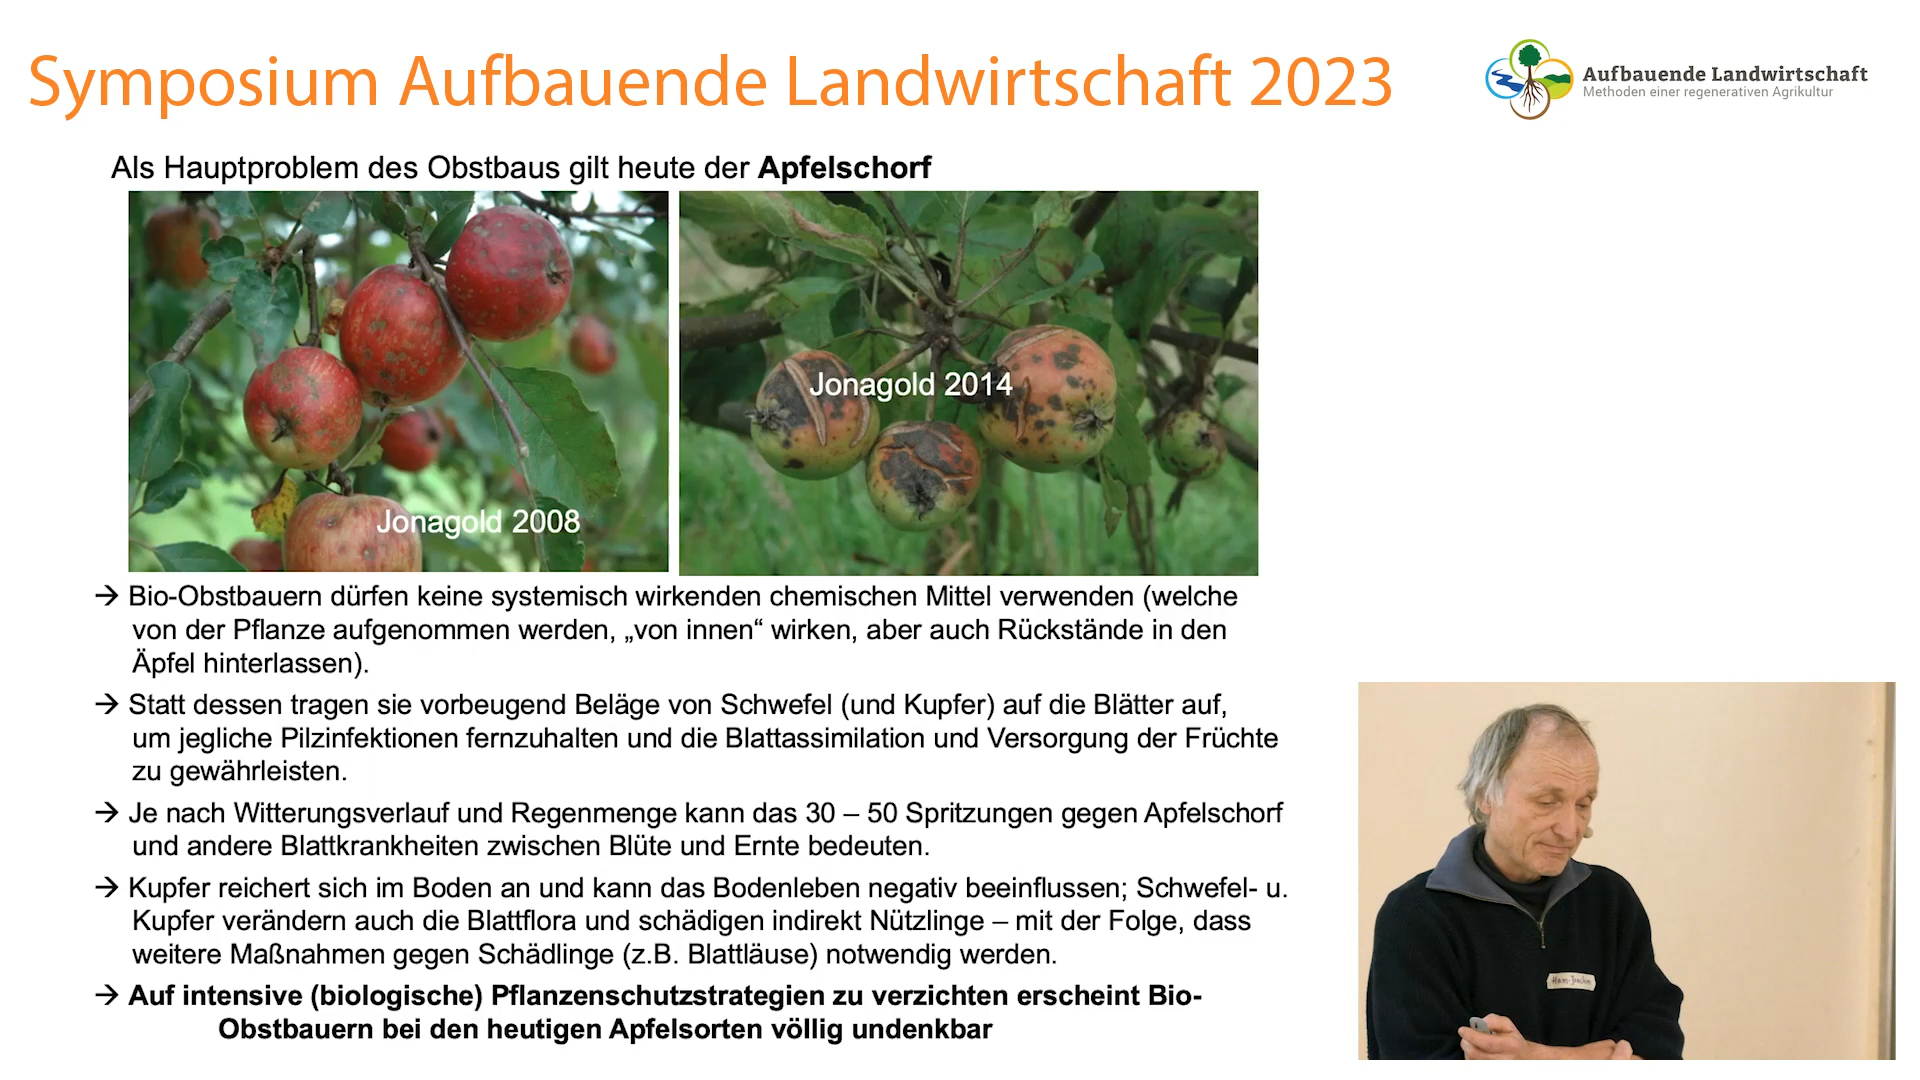 Symposium Aufbauende Landwirtschaft 2023
Aufbauende Landwirtschaft
Methoden einer regenerativen Agrikultur
Als Hauptproblem des Obstbaus gilt heute der Apfelschorf
Jonagold 2008
Jonagold 2014
→ Bio-Obstbauern dürfen keine systemisch wirkenden chemischen Mittel verwenden (welche
von der Pflanze aufgenommen werden, „von innen“ wirken, aber auch Rückstände in den
Äpfel hinterlassen).
→ Statt dessen tragen sie vorbeugend Beläge von Schwefel (und Kupfer) auf die Blätter auf,
um jegliche Pilzinfektionen fernzuhalten und die Blattassimilation und Versorgung der Früchte
zu gewährleisten.
→ Je nach Witterungsverlauf und Regenmenge kann das 30 – 50 Spritzungen gegen Apfelschorf
und andere Blattkrankheiten zwischen Blüte und Ernte bedeuten.
→ Kupfer reichert sich im Boden an und kann das Bodenleben negativ beeinflussen; Schwefel- u.
Kupfer verändern auch die Blattflora und schädigen indirekt Nützlinge – mit der Folge, dass
weitere Maßnahmen gegen Schädlinge (z.B. Blattläuse) notwendig werden.
→ Auf intensive (biologische) Pflanzenschutzstrategien zu verzichten erscheint Bio-
Obstbauern bei den heutigen Apfelsorten völlig undenkbar
Hans-Joachim